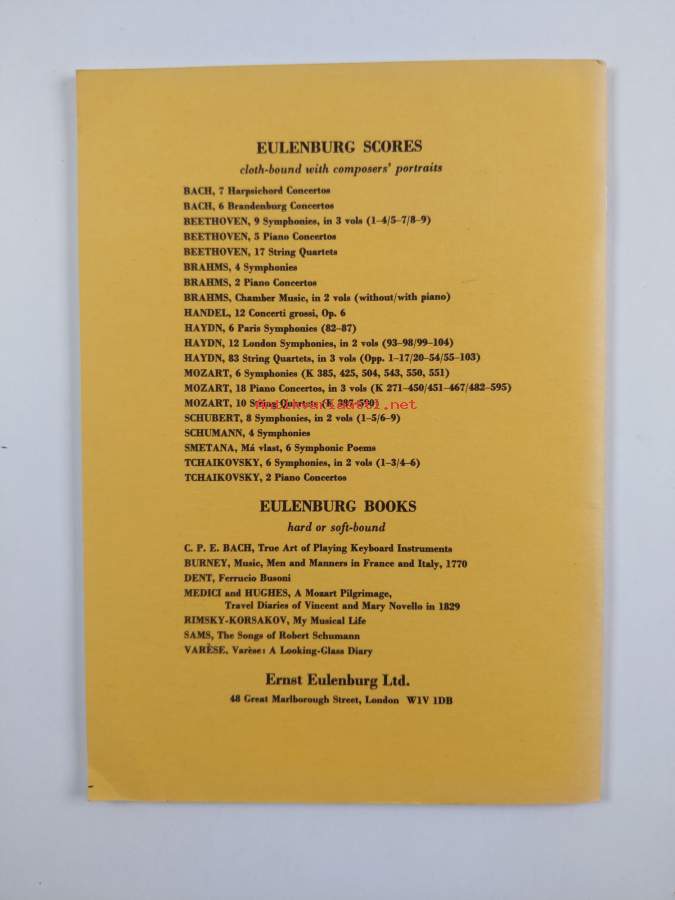 EULENBURG SCORES
cloth-bound with composers' portraits
BACH, 7 Harpsichord Concertos
BACH, 6 Brandenburg Concertos
BEETHOVEN, 9 Symphonies, in 3 vols (1–4/5–7/8–9)
BEETHOVEN, 5 Piano Concertos
BEETHOVEN, 17 String Quartets
BRAHMS, 4 Symphonies
BRAHMS, 2 Piano Concertos
BRAHMS, Chamber Music, in 2 vols (without/with piano)
HANDEL, 12 Concerti grossi, Op. 6
HAYDN, 6 Paris Symphonies (82–87)
HAYDN, 12 London Symphonies, in 2 vols (93–98/99–104)
HAYDN, 83 String Quartets, in 3 vols (Opp. 1–17/20–54/55–103)
MOZART, 6 Symphonies (K 385, 425, 504, 543, 550, 551)
MOZART, 18 Piano Concertos, in 3 vols (K 271–450/451–467/482–595)
MOZART, 10 String Quartets (K 387–590)
antikvariaatti.net
SCHUBERT, 8 Symphonies, in 2 vols (1–5/6–9)
SCHUMANN, 4 Symphonies
SMETANA, Má vlast, 6 Symphonic Poems
TCHAIKOVSKY, 6 Symphonies, in 2 vols (1–3/4–6)
TCHAIKOVSKY, 2 Piano Concertos
EULENBURG BOOKS
hard or soft-bound
C. P. E. BACH, True Art of Playing Keyboard Instruments
BURNEY, Music, Men and Manners in France and Italy, 1770
DENT, Ferrucio Busoni
MEDICI and HUGHES, A Mozart Pilgrimage,
Travel Diaries of Vincent and Mary Novello in 1829
RIMSKY-KORSAKOV, My Musical Life
SAMS, The Songs of Robert Schumann
VARÈSE, Varèse: A Looking-Glass Diary
Ernst Eulenburg Ltd.
48 Great Marlborough Street, London W1V 1DB